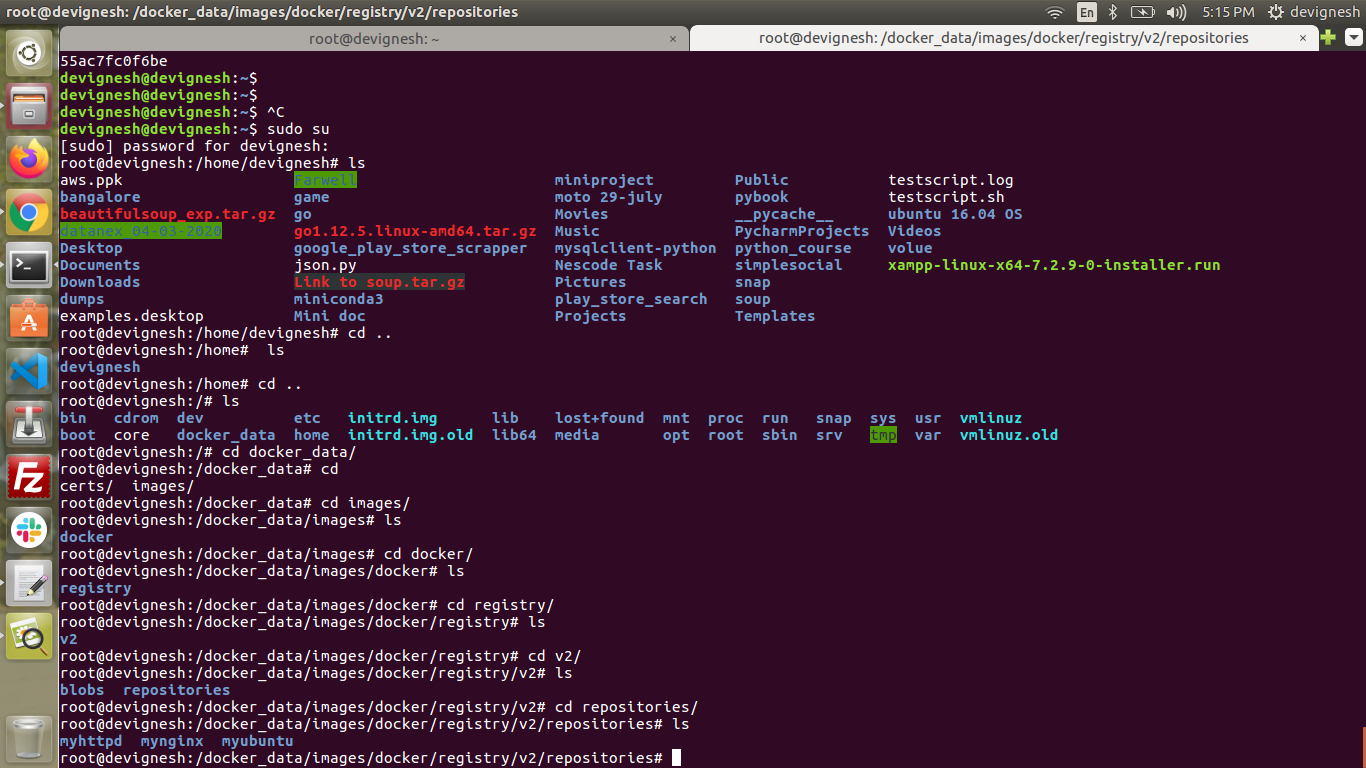 root@devignesh: /docker_data/images/docker/registry/v2/repositories En 5:15 PM devignesh
root@devignesh: ~ × root@devignesh: /docker_data/images/docker/registry/v2/repositories ×
55ac7fc0f6be
devignesh@devignesh:~$
devignesh@devignesh:~$
devignesh@devignesh:~$ ^C
devignesh@devignesh:~$ sudo su
[sudo] password for devignesh:
root@devignesh:/home/devignesh# ls
aws.ppk Farwell miniproject Public testscript.log
bangalore game moto 29-july pybook testscript.sh
beautifulsoup_exp.tar.gz go Movies __pycache__ ubuntu 16.04 OS
datanex_04-03-2020 go1.12.5.linux-amd64.tar.gz Music PycharmProjects Videos
Desktop google_play_store_scrapper mysqlclient-python python_course volue
Documents json.py Nescode Task simplesocial xampp-linux-x64-7.2.9-0-installer.run
Downloads Link to soup.tar.gz Pictures snap
dumps miniconda3 play_store_search soup
examples.desktop Mini doc Projects Templates
root@devignesh:/home/devignesh# cd ..
root@devignesh:/home#  ls
devignesh
root@devignesh:/home# cd ..
root@devignesh:/# ls
bin cdrom dev etc initrd.img lib lost+found mnt proc run snap sys usr vmlinuz
boot core docker_data home initrd.img.old lib64 media opt root sbin srv tmp var vmlinuz.old
root@devignesh:/# cd docker_data/
root@devignesh:/docker_data# cd
certs/ images/
root@devignesh:/docker_data# cd images/
root@devignesh:/docker_data/images# ls
docker
root@devignesh:/docker_data/images# cd docker/
root@devignesh:/docker_data/images/docker# ls
registry
root@devignesh:/docker_data/images/docker# cd registry/
root@devignesh:/docker_data/images/docker/registry# ls
v2
root@devignesh:/docker_data/images/docker/registry# cd v2/
root@devignesh:/docker_data/images/docker/registry/v2# ls
blobs repositories
root@devignesh:/docker_data/images/docker/registry/v2# cd repositories/
root@devignesh:/docker_data/images/docker/registry/v2/repositories# ls
myhttpd mynginx myubuntu
root@devignesh:/docker_data/images/docker/registry/v2/repositories#